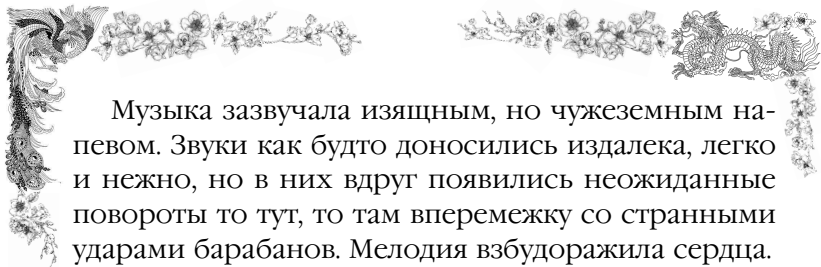 Музыка зазвучала изящным, но чужеземным на-
певом. Звуки как будто доносились издалека, легко
и нежно, но в них вдруг появились неожиданные
повороты то тут, то там вперемежку со странными
ударами барабанов. Мелодия взбудоражила сердца.